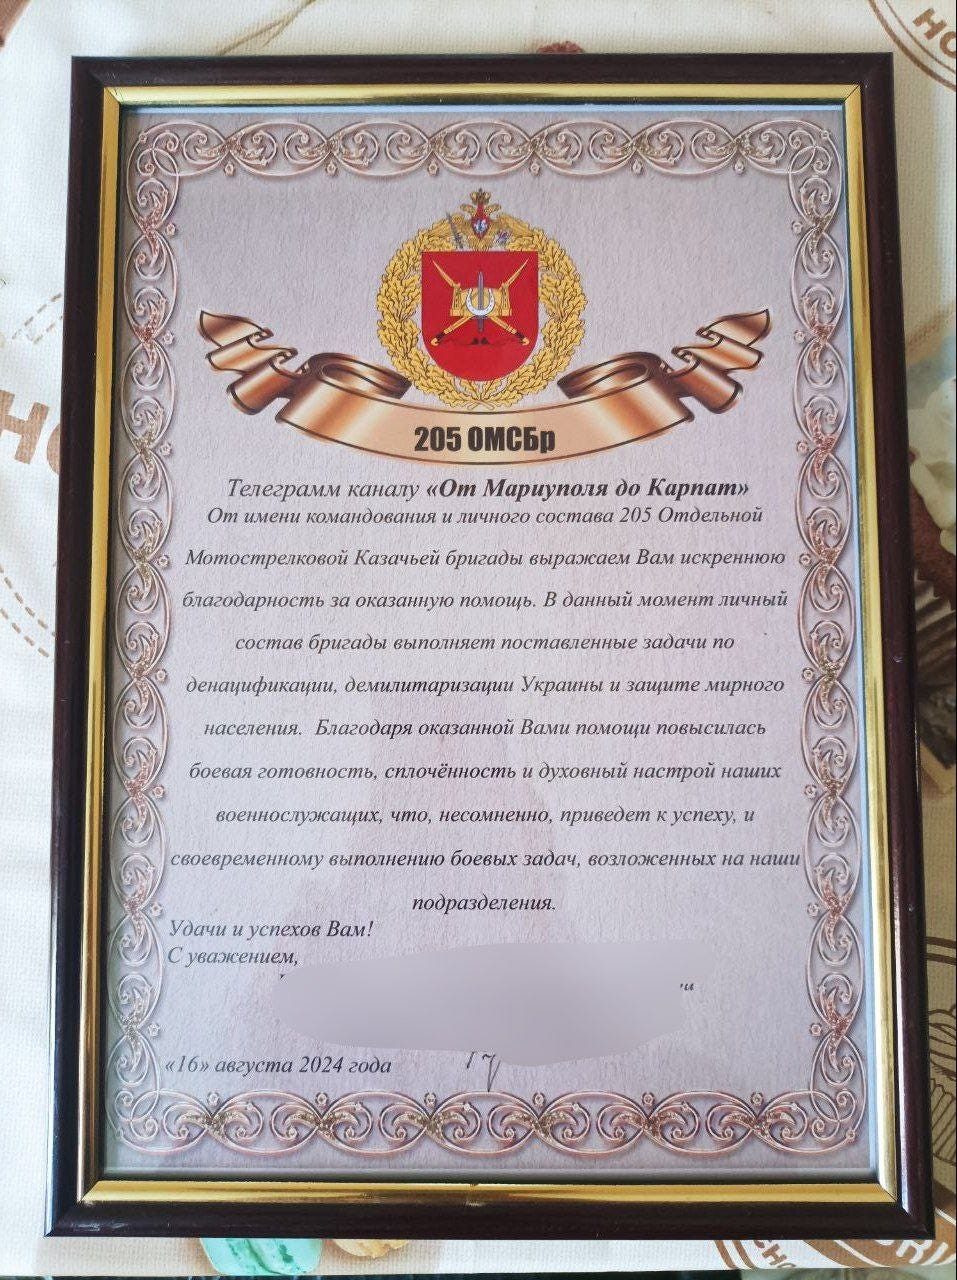 205 ОМСБр
Телеграмм каналу «От Мариуполя до Карпат»
От имени командования и личного состава 205 Отдельной
Мотострелковой Казачьей бригады выражаем Вам искреннюю
благодарность за оказанную помощь. В данный момент личный
состав бригады выполняет поставленные задачи по
денацификации, демилитаризации Украины и защите мирного
населения. Благодаря оказанной Вами помощи повысилась
боевая готовность, сплочённость и духовный настрой наших
военнослужащих, что, несомненно, приведет к успеху, и
своевременному выполнению боевых задач, возложенных на наши
подразделения.
Удачи и успехов Вам!
С уважением,
«16» августа 2024 года